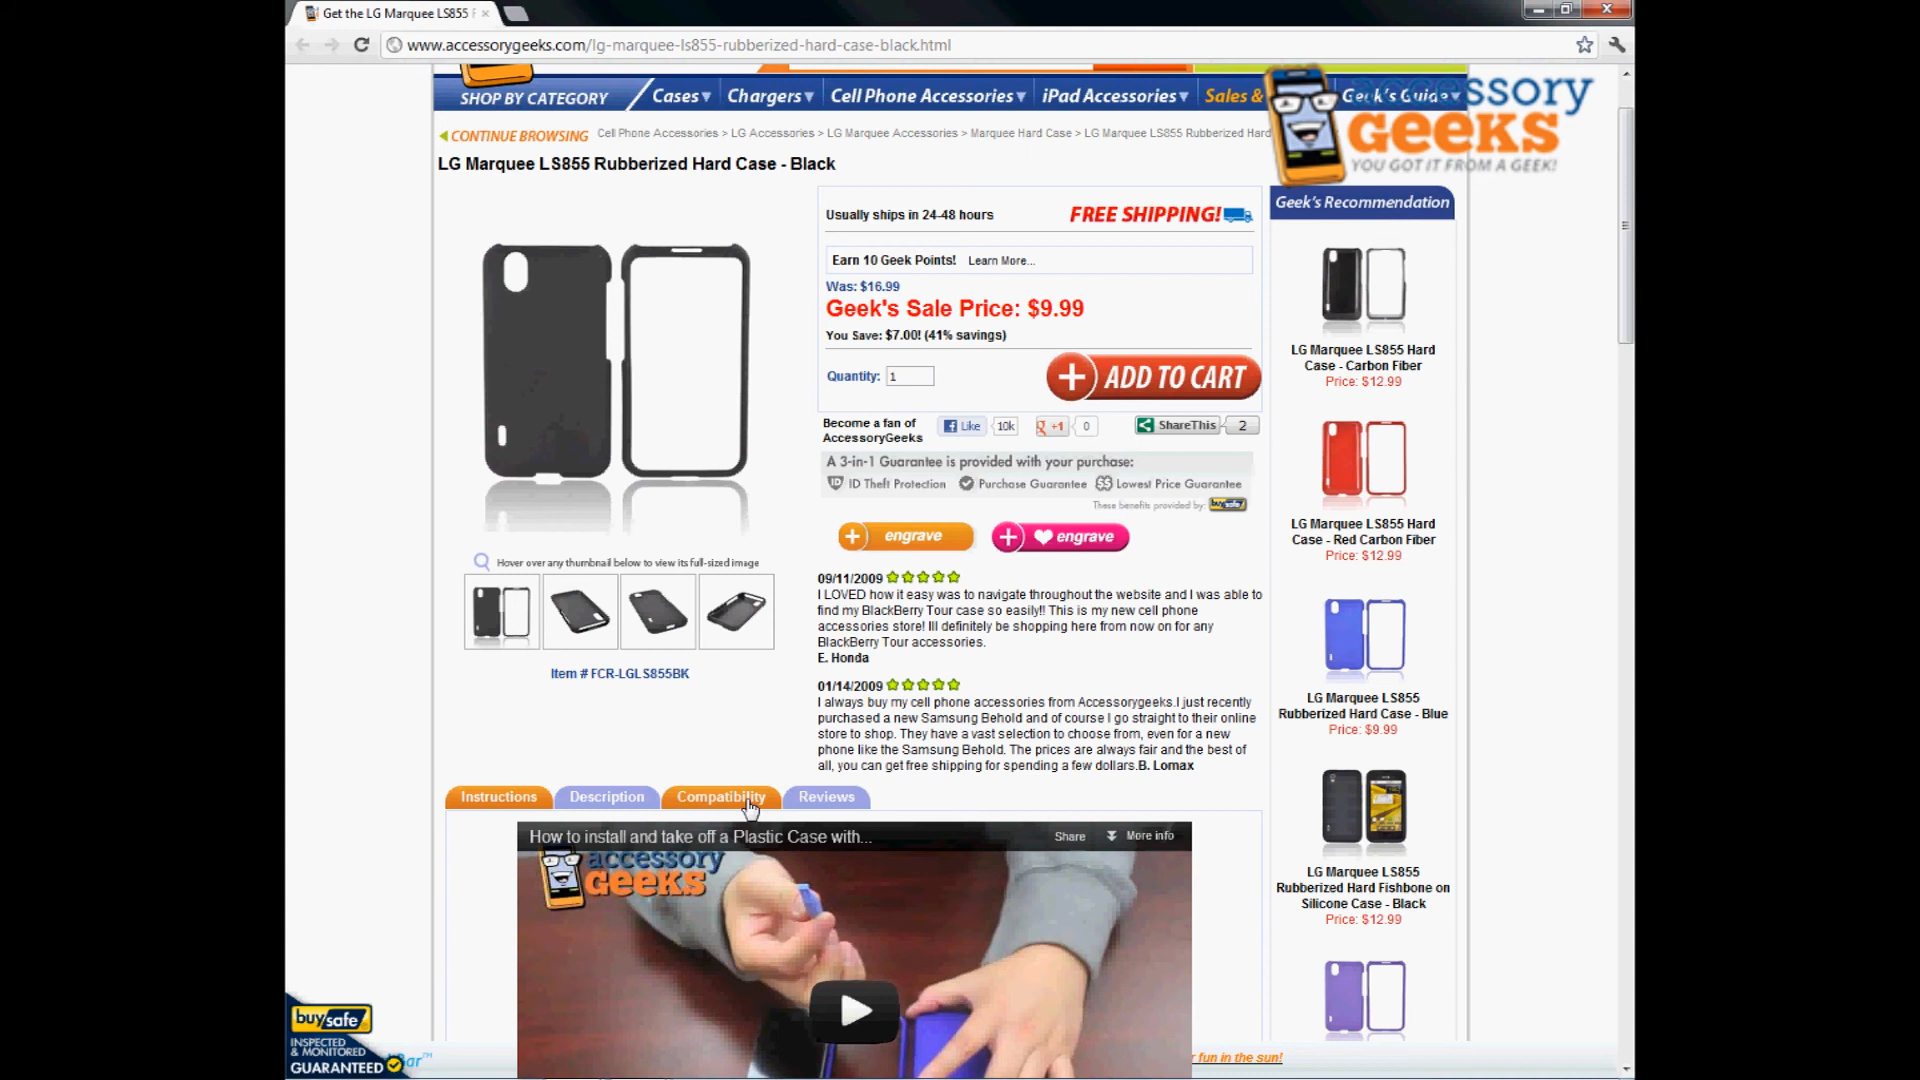 Get the LG Marquee LS855 F
www.accessorygeeks.com/lg-marquee-ls855-rubberized-hard-case-black.html
SHOP BY CATEGORY
Cases
Chargers
Cell Phone Accessories
iPad Accessories
Sales &
Geek's Guide
accessory
GEEKS
YOU GOT IT FROM A GEEK!
CONTINUE BROWSING
Cell Phone Accessories > LG Accessories > LG Marquee Accessories > Marquee Hard Case > LG Marquee LS855 Rubberized Hard
LG Marquee LS855 Rubberized Hard Case - Black
Usually ships in 24-48 hours
FREE SHIPPING!
Earn 10 Geek Points! Learn More...
Was: $16.99
Geek's Sale Price: $9.99
You Save: $7.00! (41% savings)
Quantity: 1
ADD TO CART
Become a fan of
AccessoryGeeks
Like 10k
+1 0
ShareThis 2
A 3-in-1 Guarantee is provided with your purchase:
ID Theft Protection
Purchase Guarantee
Lowest Price Guarantee
These benefits provided by: buySafe
engrave
engrave
Hover over any thumbnail below to view its full-sized image
Item # FCR-LGLS855BK
09/11/2009
I LOVED how it easy was to navigate throughout the website and I was able to
find my BlackBerry Tour case so easily!! This is my new cell phone
accessories store! Ill definitely be shopping here from now on for any
BlackBerry Tour accessories.
E. Honda
01/14/2009
I always buy my cell phone accessories from Accessorygeeks.I just recently
purchased a new Samsung Behold and of course I go straight to their online
store to shop. They have a vast selection to choose from, even for a new
phone like the Samsung Behold. The prices are always fair and the best of
all, you can get free shipping for spending a few dollars.B. Lomax
Geek's Recommendation
LG Marquee LS855 Hard
Case - Carbon Fiber
Price: $12.99
LG Marquee LS855 Hard
Case - Red Carbon Fiber
Price: $12.99
LG Marquee LS855
Rubberized Hard Case - Blue
Price: $9.99
LG Marquee LS855
Rubberized Hard Fishbone on
Silicone Case - Black
Price: $12.99
Instructions
Description
Compatibility
Reviews
How to install and take off a Plastic Case with...
Share
More info
accessory
GEEKS
buySafe
INSPECTED
& MONITORED
GUARANTEED
Bar™
r fun in the sun!